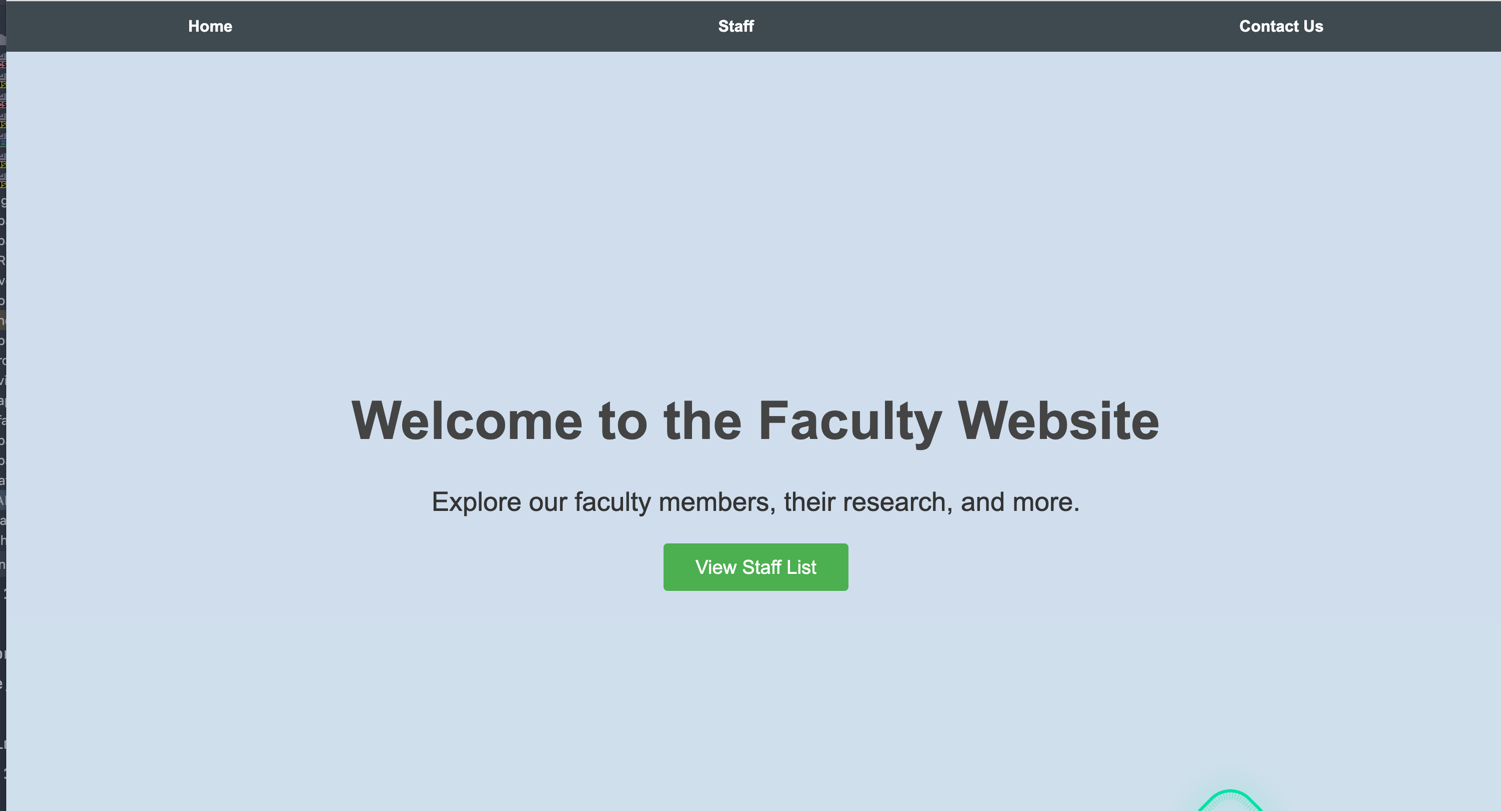 Home
Staff
Contact Us
Welcome to the Faculty Website
Explore our faculty members, their research, and more.
View Staff List